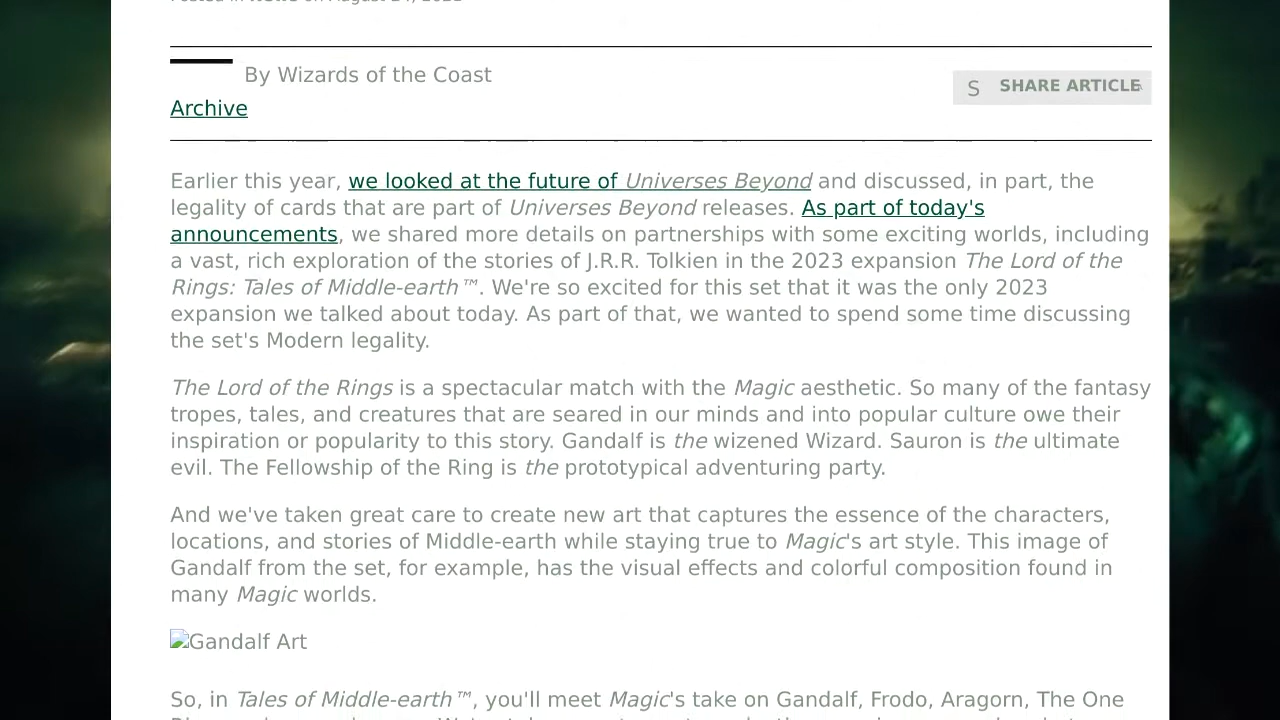 By Wizards of the Coast
S SHARE ARTICLE
Archive
Earlier this year, we looked at the future of Universes Beyond and discussed, in part, the
legality of cards that are part of Universes Beyond releases. As part of today's
announcements, we shared more details on partnerships with some exciting worlds, including
a vast, rich exploration of the stories of J.R.R. Tolkien in the 2023 expansion The Lord of the
Rings: Tales of Middle-earth™. We're so excited for this set that it was the only 2023
expansion we talked about today. As part of that, we wanted to spend some time discussing
the set's Modern legality.
The Lord of the Rings is a spectacular match with the Magic aesthetic. So many of the fantasy
tropes, tales, and creatures that are seared in our minds and into popular culture owe their
inspiration or popularity to this story. Gandalf is the wizened Wizard. Sauron is the ultimate
evil. The Fellowship of the Ring is the prototypical adventuring party.
And we've taken great care to create new art that captures the essence of the characters,
locations, and stories of Middle-earth while staying true to Magic's art style. This image of
Gandalf from the set, for example, has the visual effects and colorful composition found in
many Magic worlds.
Gandalf Art
So, in Tales of Middle-earth™, you'll meet Magic's take on Gandalf, Frodo, Aragorn, The One